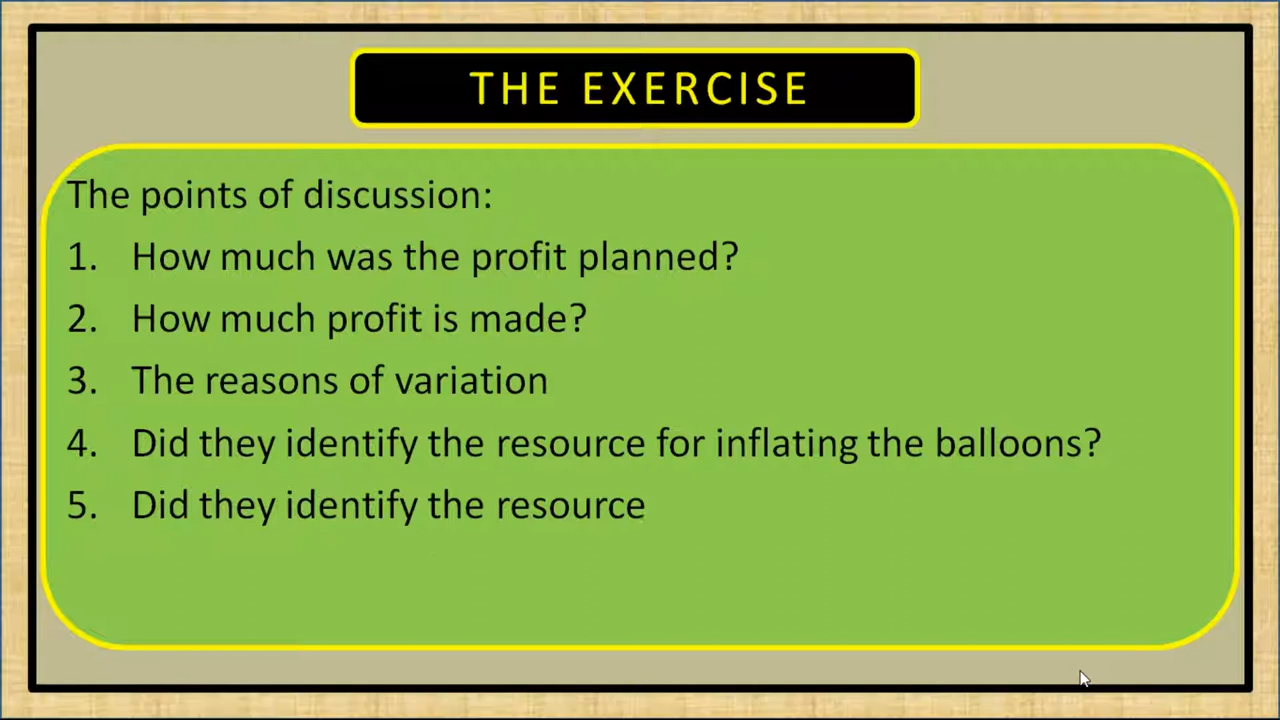 THE EXERCISE
The points of discussion:
1. How much was the profit planned?
2. How much profit is made?
3. The reasons of variation
4. Did they identify the resource for inflating the balloons?
5. Did they identify the resource